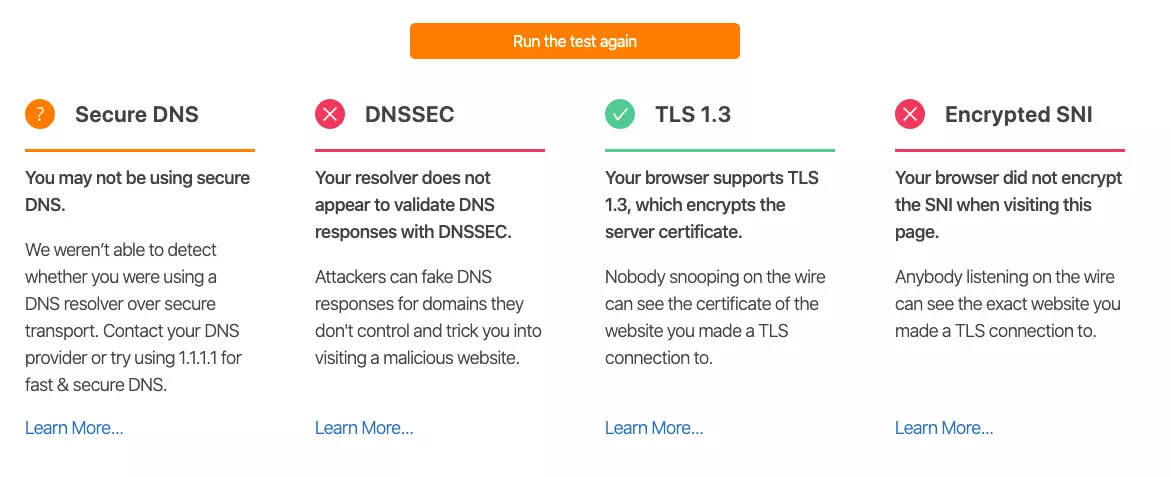 Run the test again
? Secure DNS
You may not be using secure
DNS.
We weren’t able to detect
whether you were using a
DNS resolver over secure
transport. Contact your DNS
provider or try using 1.1.1.1 for
fast & secure DNS.
Learn More...
DNSSEC
Your resolver does not
appear to validate DNS
responses with DNSSEC.
Attackers can fake DNS
responses for domains they
don't control and trick you into
visiting a malicious website.
Learn More...
TLS 1.3
Your browser supports TLS
1.3, which encrypts the
server certificate.
Nobody snooping on the wire
can see the certificate of the
website you made a TLS
connection to.
Learn More...
Encrypted SNI
Your browser did not encrypt
the SNI when visiting this
page.
Anybody listening on the wire
can see the exact website you
made a TLS connection to.
Learn More...